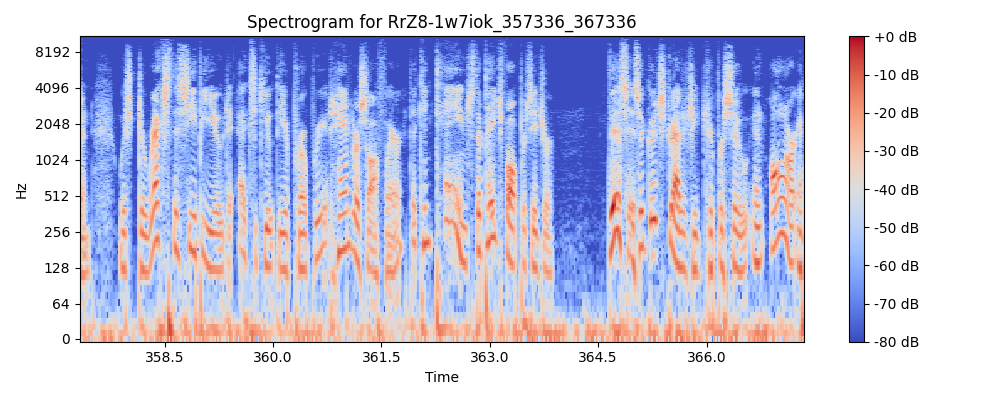 Spectrogram for RrZ8-1w7iok_357336_367336
8192
4096
2048
1024
512
256
128
64
0
Hz
358.5
360.0
361.5
363.0
364.5
366.0
Time
+0 dB
-10 dB
-20 dB
-30 dB
-40 dB
-50 dB
-60 dB
-70 dB
-80 dB